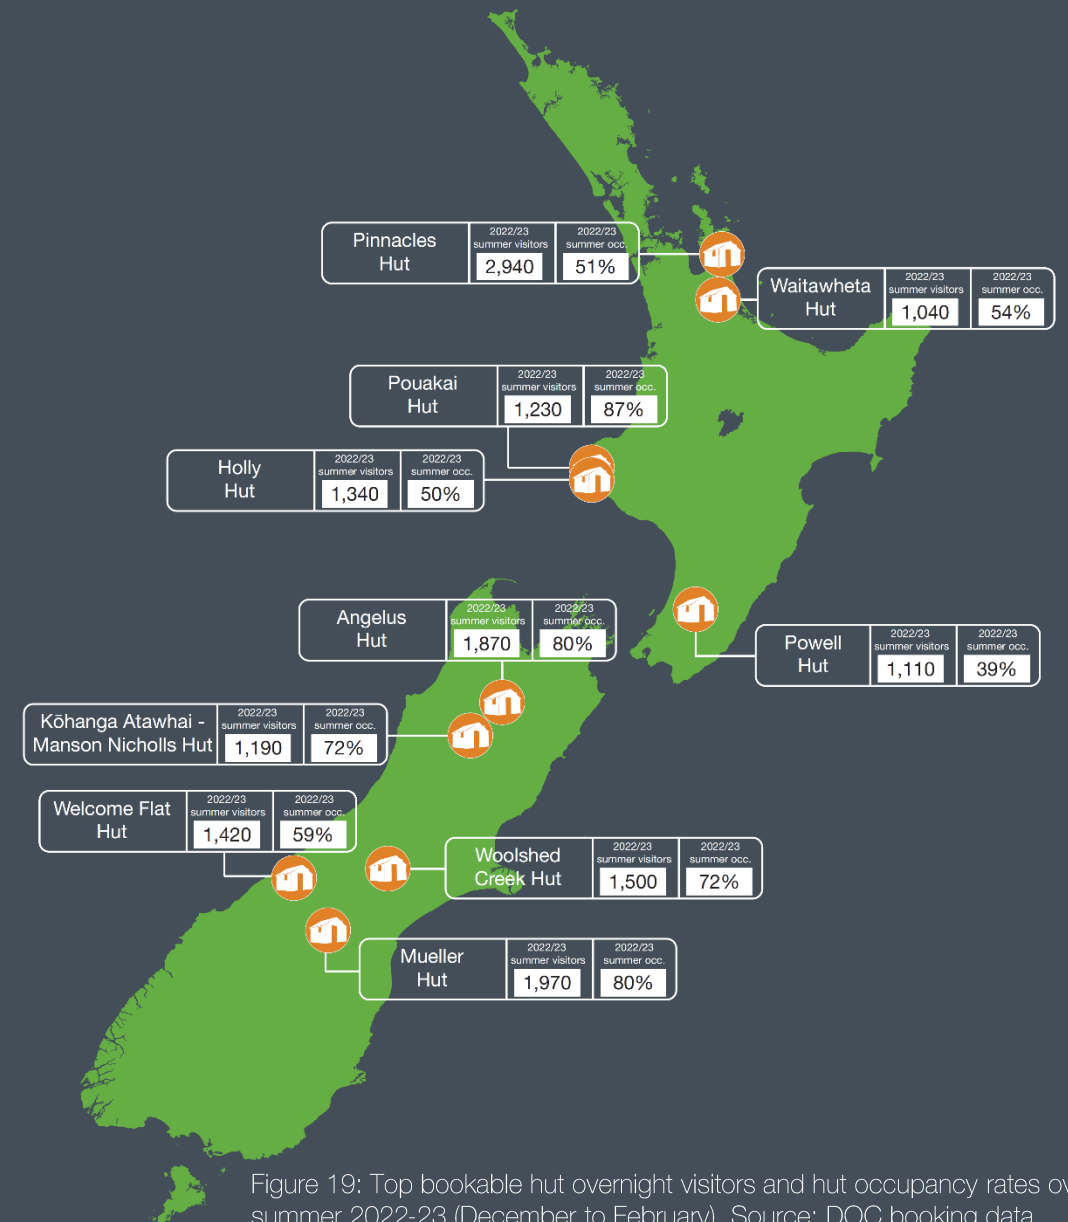 Pinnacles
Hut
2022/23
summer visitors
2,940
2022/23
summer occ.
51%
Waitawheta
Hut
2022/23
summer visitors
1,040
2022/23
summer occ.
54%
Pouakai
Hut
2022/23
summer visitors
1,230
2022/23
summer occ.
87%
Holly
Hut
2022/23
summer visitors
1,340
2022/23
summer occ.
50%
Angelus
Hut
2022/23
summer visitors
1,870
2022/23
summer occ.
80%
Powell
Hut
2022/23
summer visitors
1,110
2022/23
summer occ.
39%
Kōhanga Atawhai -
Manson Nicholls Hut
2022/23
summer visitors
1,190
2022/23
summer occ.
72%
Welcome Flat
Hut
2022/23
summer visitors
1,420
2022/23
summer occ.
59%
Woolshed
Creek Hut
2022/23
summer visitors
1,500
2022/23
summer occ.
72%
Mueller
Hut
2022/23
summer visitors
1,970
2022/23
summer occ.
80%
Figure 19: Top bookable hut overnight visitors and hut occupancy rates
summer 2022-23 (December to February). Source: DOC booking data